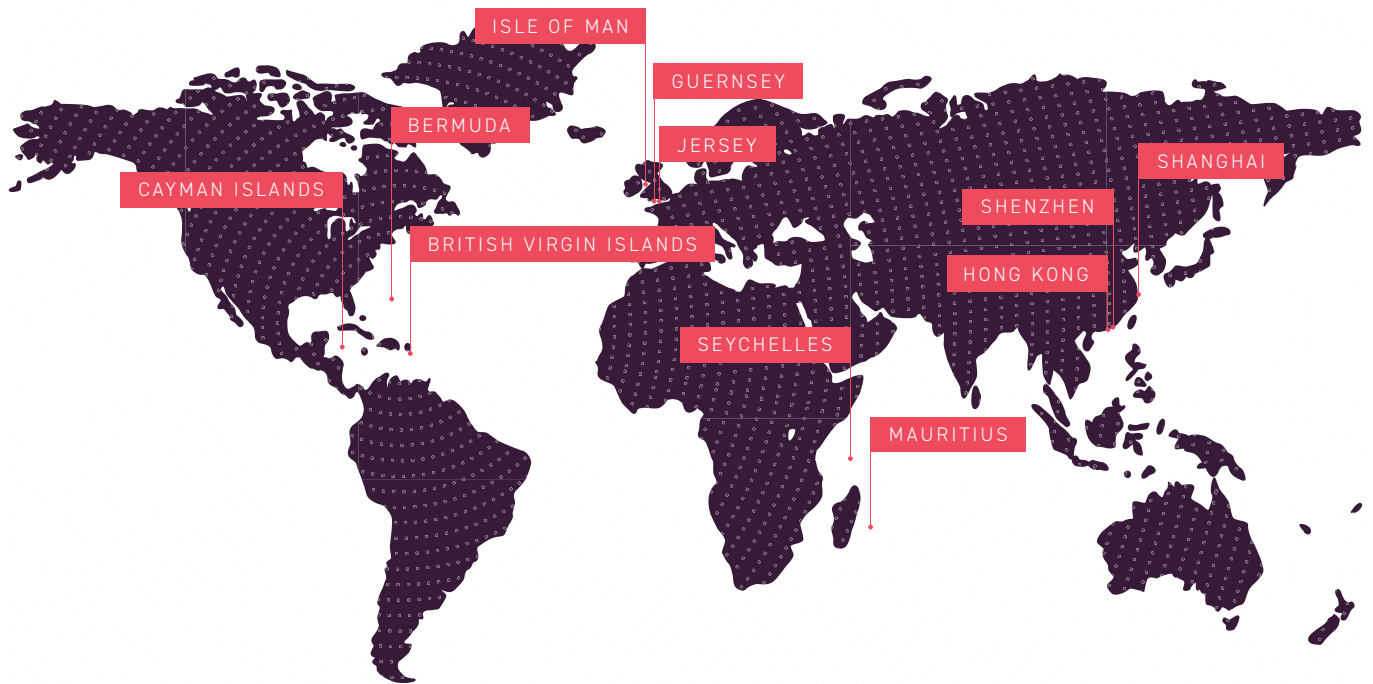 ISLE OF MAN
GUERNSEY
BERMUDA
JERSEY
SHANGHAI
CAYMAN ISLANDS
SHENZHEN
BRITISH VIRGIN ISLANDS
HONG KONG
SEYCHELLES
MAURITIUS